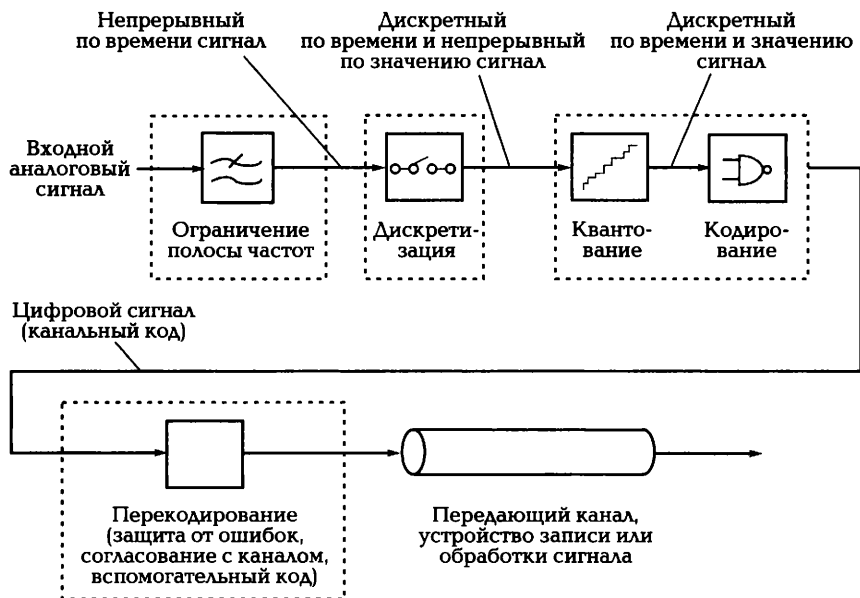 Непрерывный
по времени сигнал
Дискретный
по времени и непрерывный
по значению сигнал
Дискретный
по времени и значению
сигнал
Входной
аналоговый
сигнал
Ограничение
полосы частот
Дискрети-
зация
Кванто-
вание
Кодиро-
вание
Цифровой сигнал
(канальный код)
Перекодирование
(защита от ошибок,
согласование с каналом,
вспомогательный код)
Передающий канал,
устройство записи или
обработки сигнала